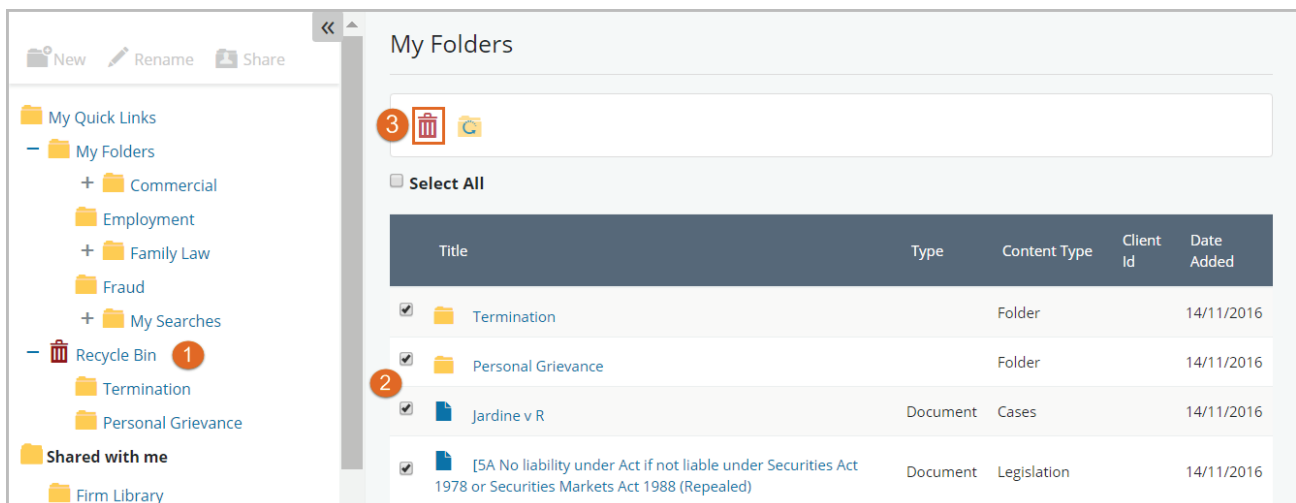 «
New Rename Share
My Quick Links
− My Folders
+ Commercial
Employment
+ Family Law
Fraud
+ My Searches
− Recycle Bin 1
Termination
Personal Grievance
Shared with me
Firm Library
My Folders
3
Select All
Title Type Content Type Client Id Date Added
Termination Folder 14/11/2016
Personal Grievance Folder 14/11/2016
2
Jardine v R Document Cases 14/11/2016
[5A No liability under Act if not liable under Securities Act Document Legislation 14/11/2016
1978 or Securities Markets Act 1988 (Repealed)